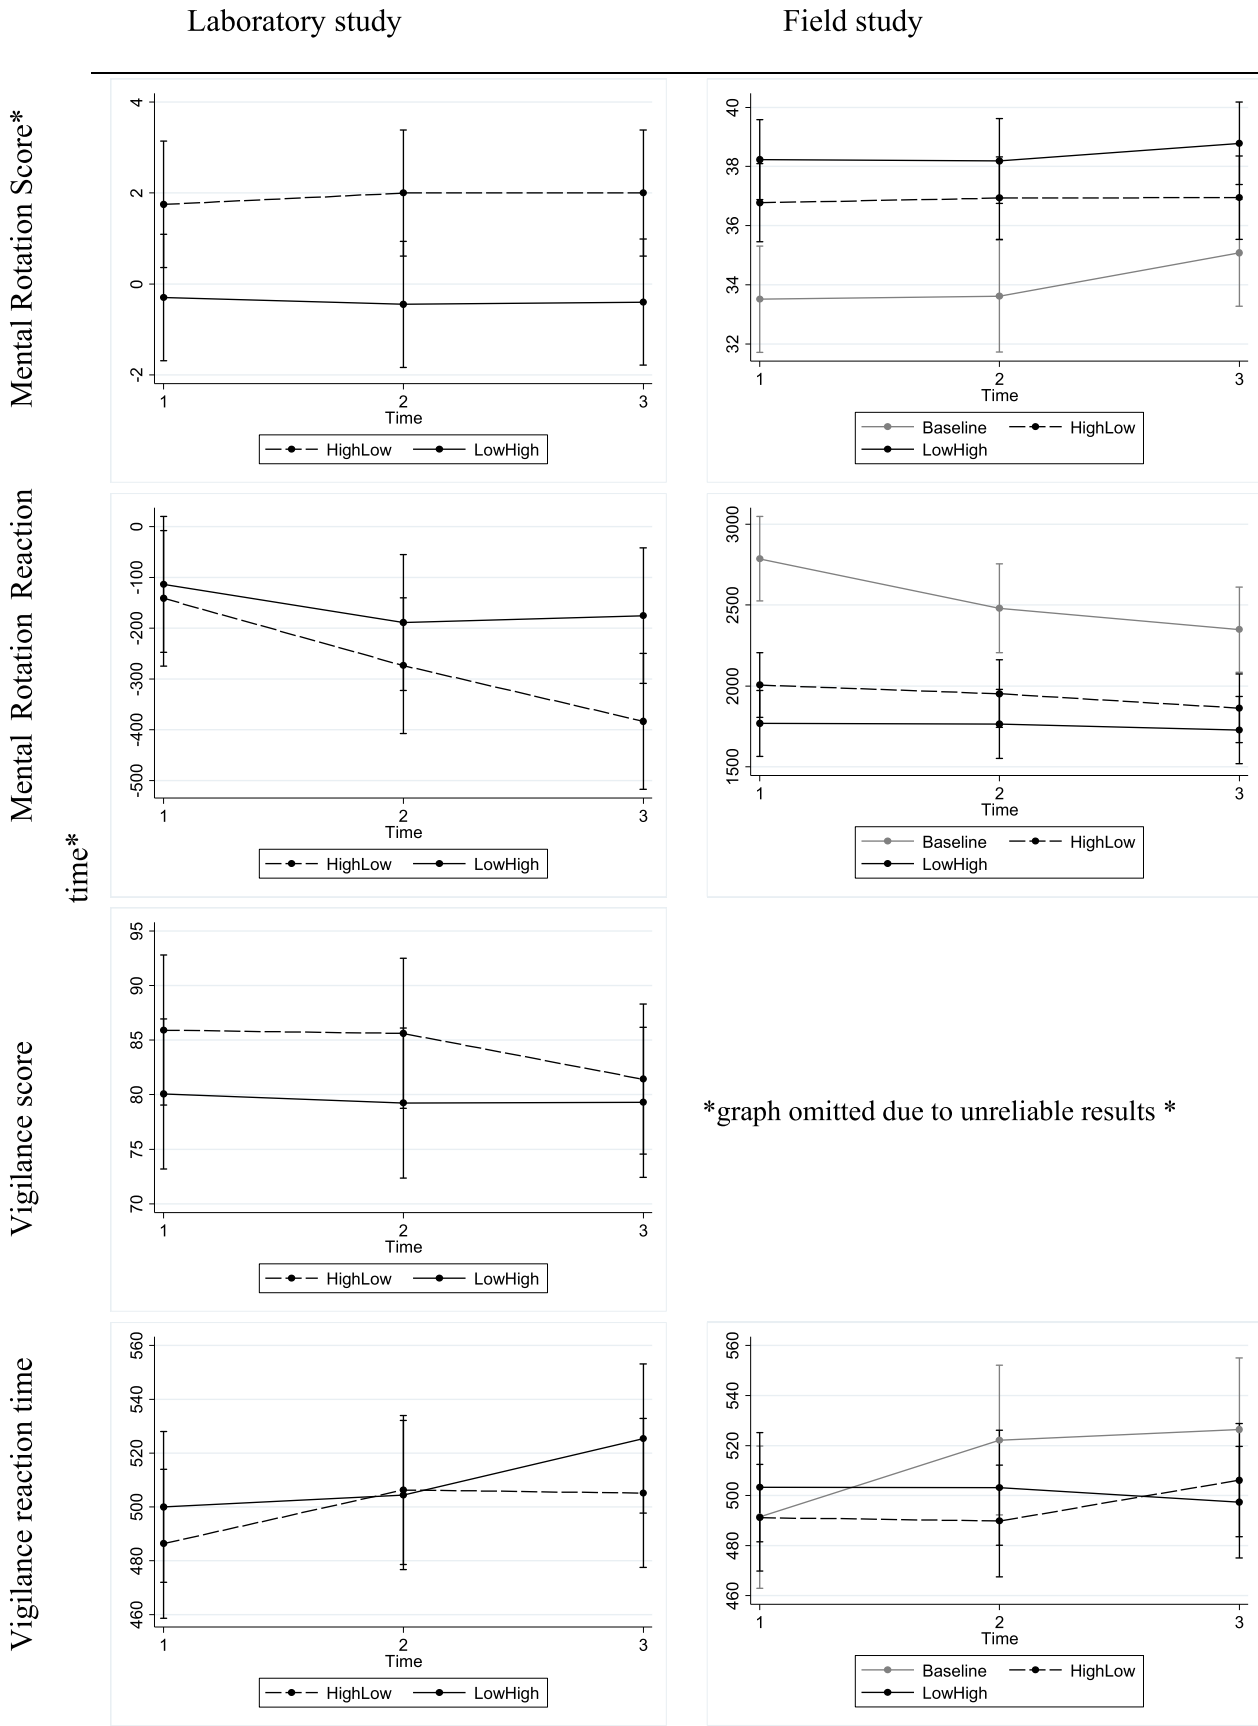 Laboratory study
Field study
Mental Rotation Score*
4
2
0
-2
1
2
3
Time
HighLow
LowHigh
40
38
36
34
32
1
2
3
Time
Baseline
HighLow
LowHigh
Mental Rotation Reaction
time*
0
-100
-200
-300
-400
-500
1
2
3
Time
HighLow
LowHigh
3000
2500
2000
1500
1
2
3
Time
Baseline
HighLow
LowHigh
Vigilance score
95
90
85
80
75
70
1
2
3
Time
HighLow
LowHigh
*graph omitted due to unreliable results *
Vigilance reaction time
560
540
520
500
480
460
1
2
3
Time
HighLow
LowHigh
560
540
520
500
480
460
1
2
3
Time
Baseline
HighLow
LowHigh